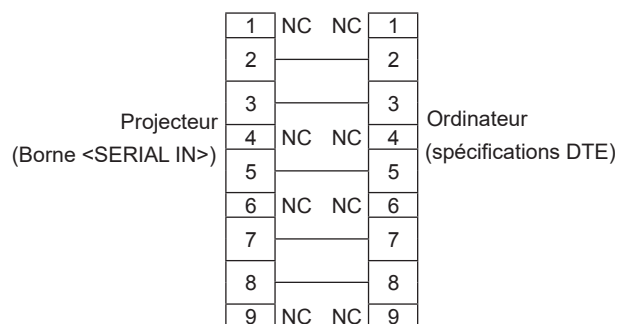 1 NC NC 1
2 2
3 3
Projecteur
(Borne <SERIAL IN>)
Ordinateur
(spécifications DTE)
4 NC NC 4
5 5
6 NC NC 6
7 7
8 8
9 NC NC 9